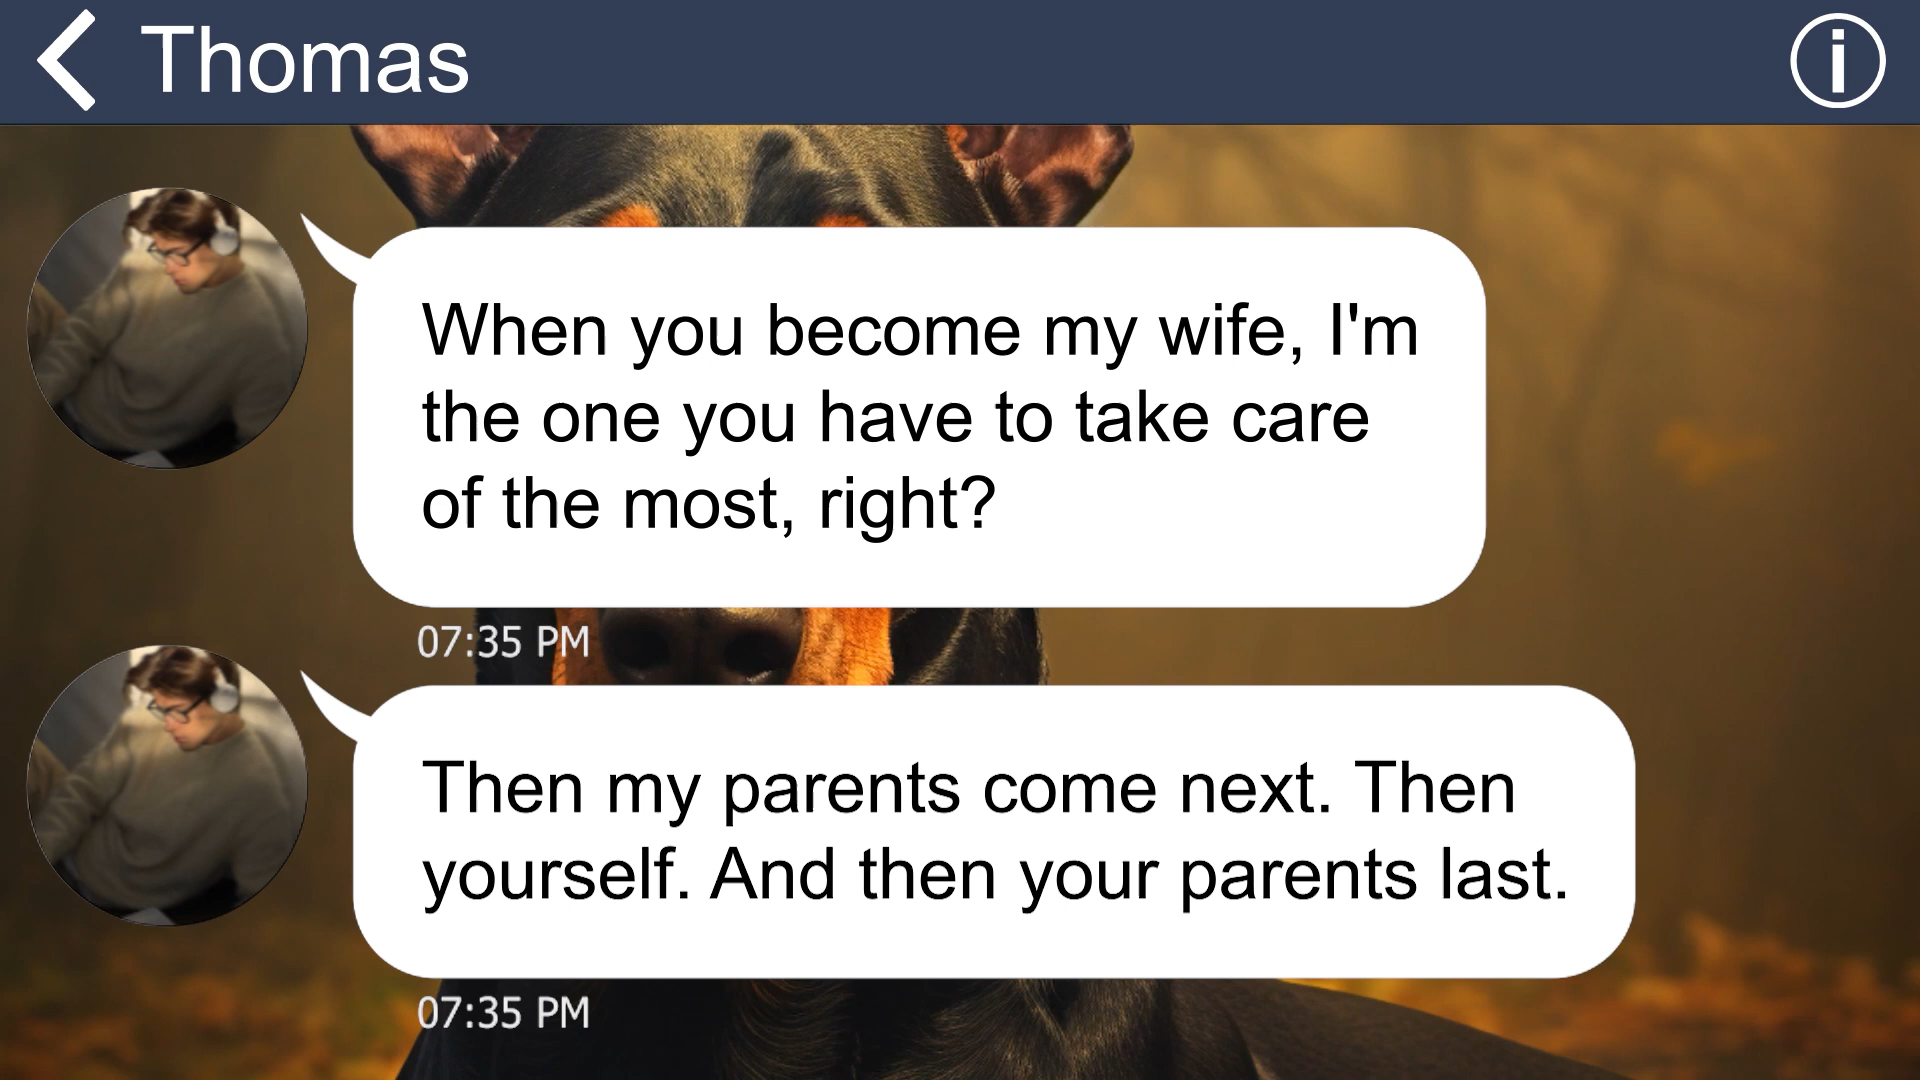 Thomas
When you become my wife, I'm
the one you have to take care
of the most, right?
07:35 PM
Then my parents come next. Then
yourself. And then your parents last.
07:35 PM